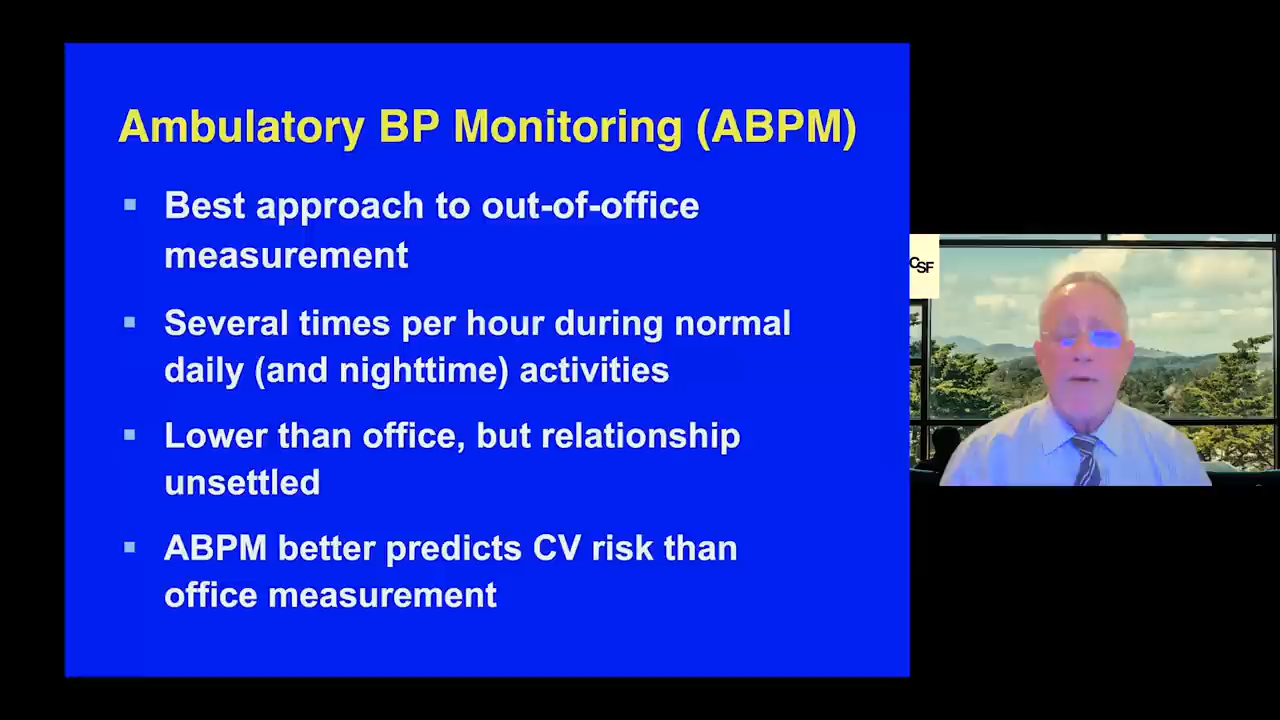 Ambulatory BP Monitoring (ABPM)
Best approach to out-of-office
measurement
Several times per hour during normal
daily (and nighttime) activities
Lower than office, but relationship
unsettled
ABPM better predicts CV risk than
office measurement
CSF